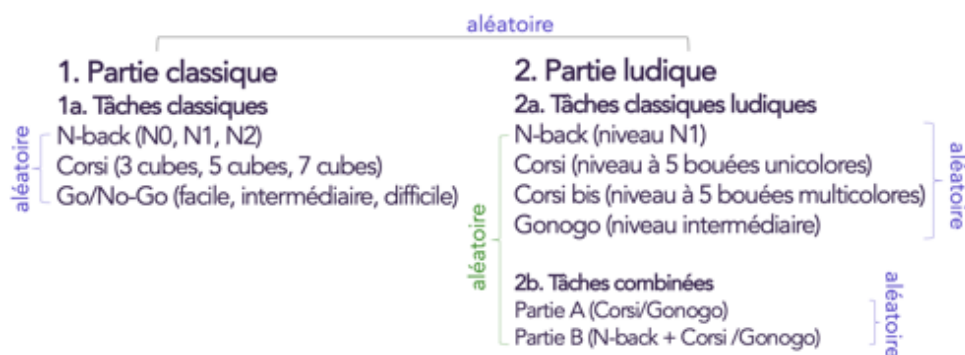 aléatoire
1. Partie classique
1a. Tâches classiques
aléatoire
N-back (N0, N1, N2)
Corsi (3 cubes, 5 cubes, 7 cubes)
Go/No-Go (facile, intermédiaire, difficile)
2. Partie ludique
2a. Tâches classiques ludiques
aléatoire
N-back (niveau N1)
Corsi (niveau à 5 bouées unicolores)
Corsi bis (niveau à 5 bouées multicolores)
Gonogo (niveau intermédiaire)
aléatoire
2b. Tâches combinées
Partie A (Corsi/Gonogo)
Partie B (N-back + Corsi /Gonogo)
aléatoire